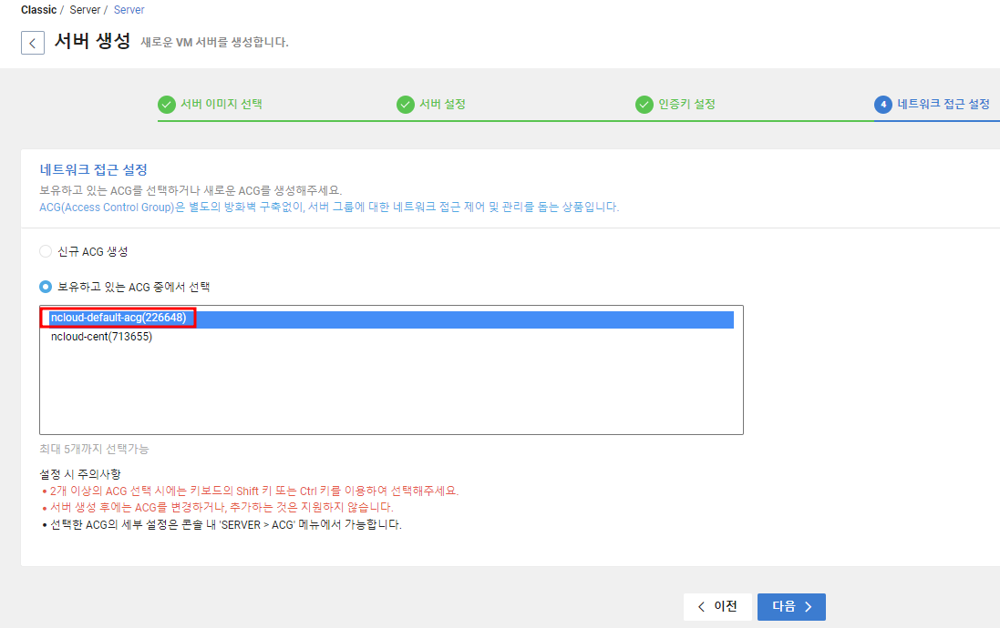 Classic / Server / Server
서버 생성 새로운 VM 서버를 생성합니다.
서버 이미지 선택 서버 설정 인증키 설정 4 네트워크 접근 설정
네트워크 접근 설정
보유하고 있는 ACG를 선택하거나 새로운 ACG를 생성해주세요.
ACG(Access Control Group)은 별도의 방화벽 구축없이, 서버 그룹에 대한 네트워크 접근 제어 및 관리를 돕는 상품입니다.
신규 ACG 생성
보유하고 있는 ACG 중에서 선택
ncloud-default-acg(226648)
ncloud-cent(713655)
최대 5개까지 선택가능
설정 시 주의사항
• 2개 이상의 ACG 선택 시에는 키보드의 Shift 키 또는 Ctrl 키를 이용하여 선택해주세요.
• 서버 생성 후에는 ACG를 변경하거나, 추가하는 것은 지원하지 않습니다.
• 선택한 ACG의 세부 설정은 콘솔 내 'SERVER > ACG' 메뉴에서 가능합니다.
< 이전 다음 >